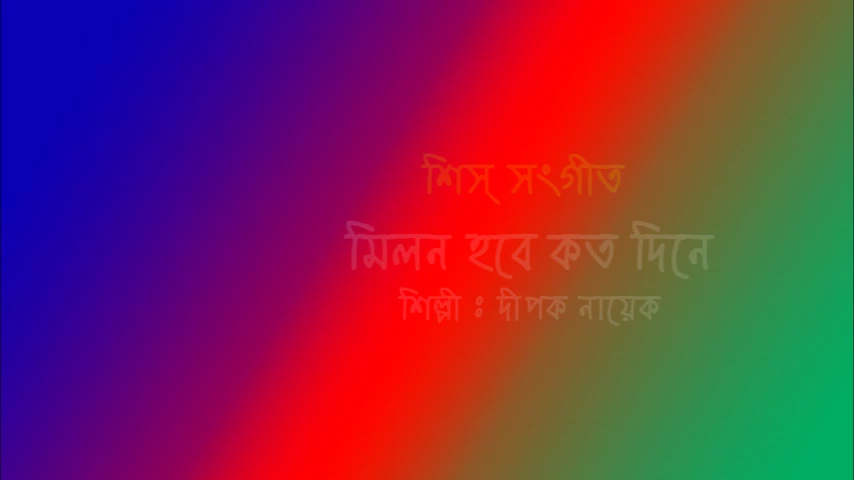 শিস্ সংগীত
মিলন হবে কত দিনে
শিল্পী : দীপক নায়েক